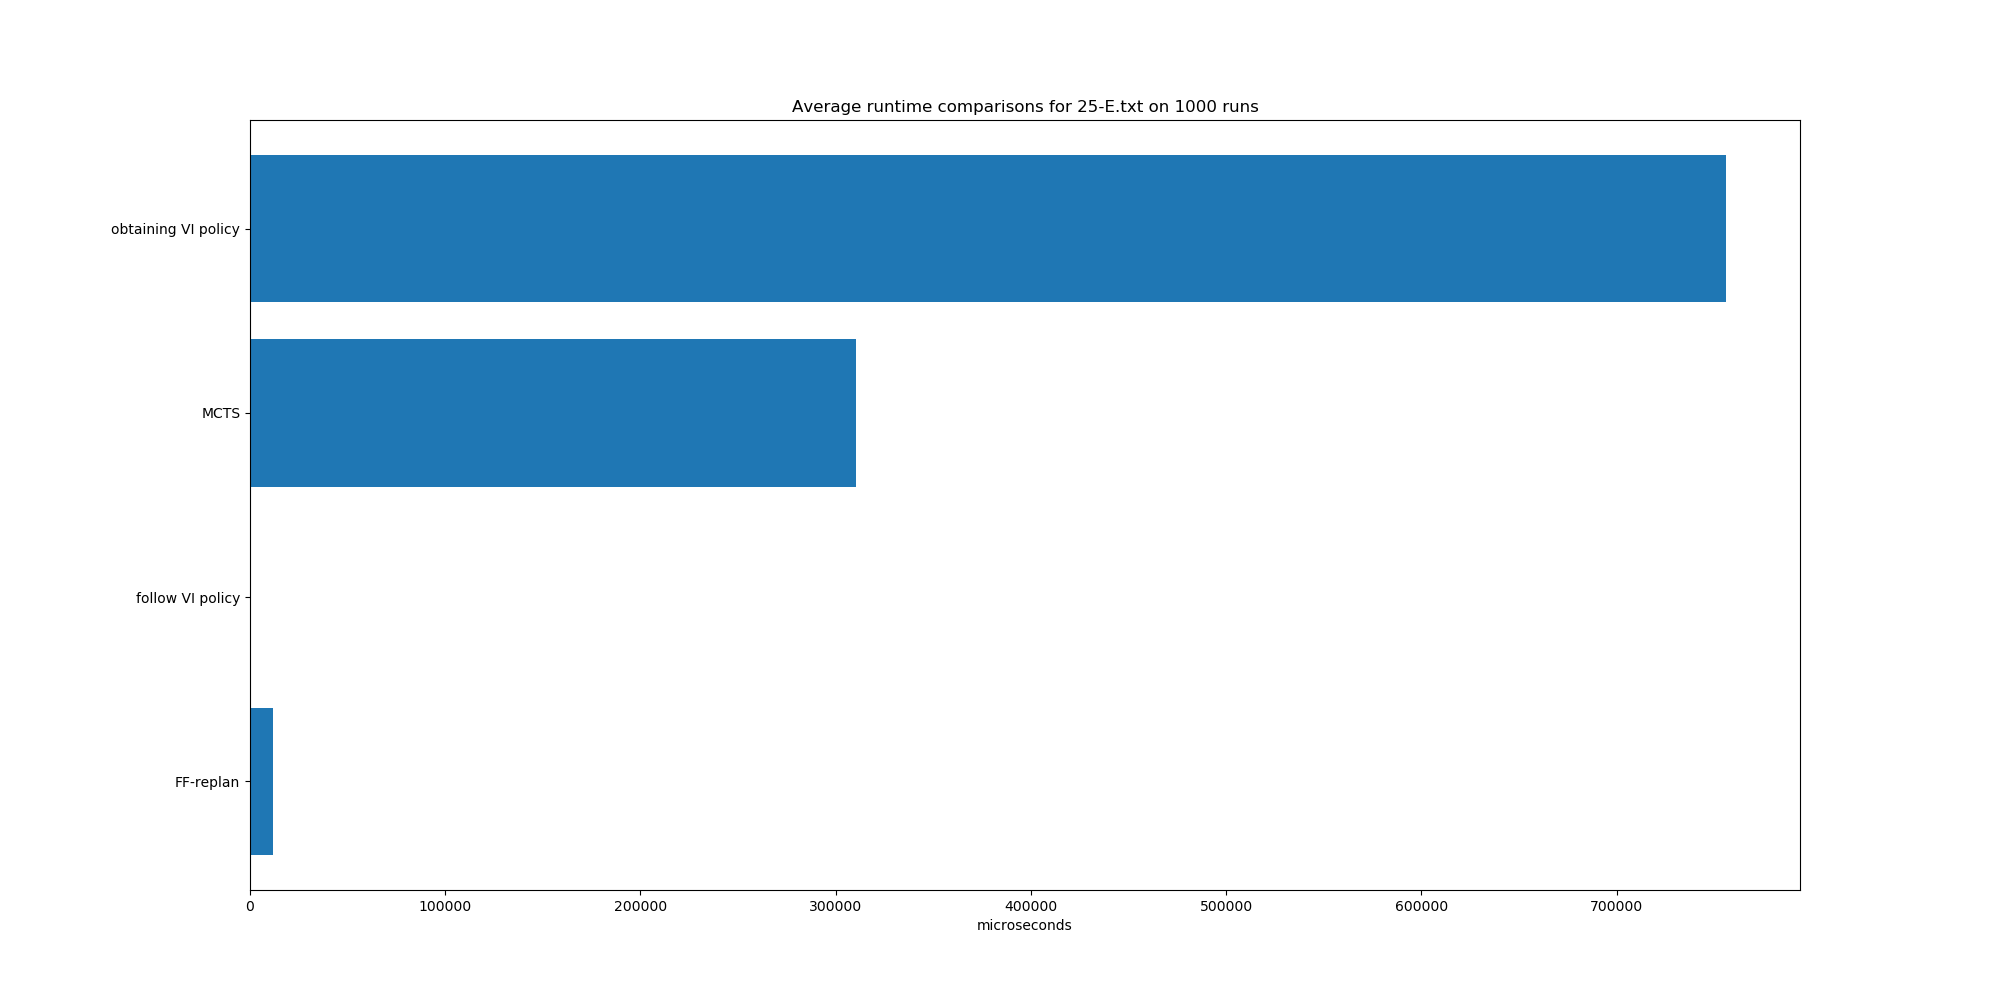 Average runtime comparisons for 25-E.txt on 1000 runs
obtaining VI policy
MCTS
follow VI policy
FF-replan
0 100000 200000 300000 400000 500000 600000 700000
microseconds